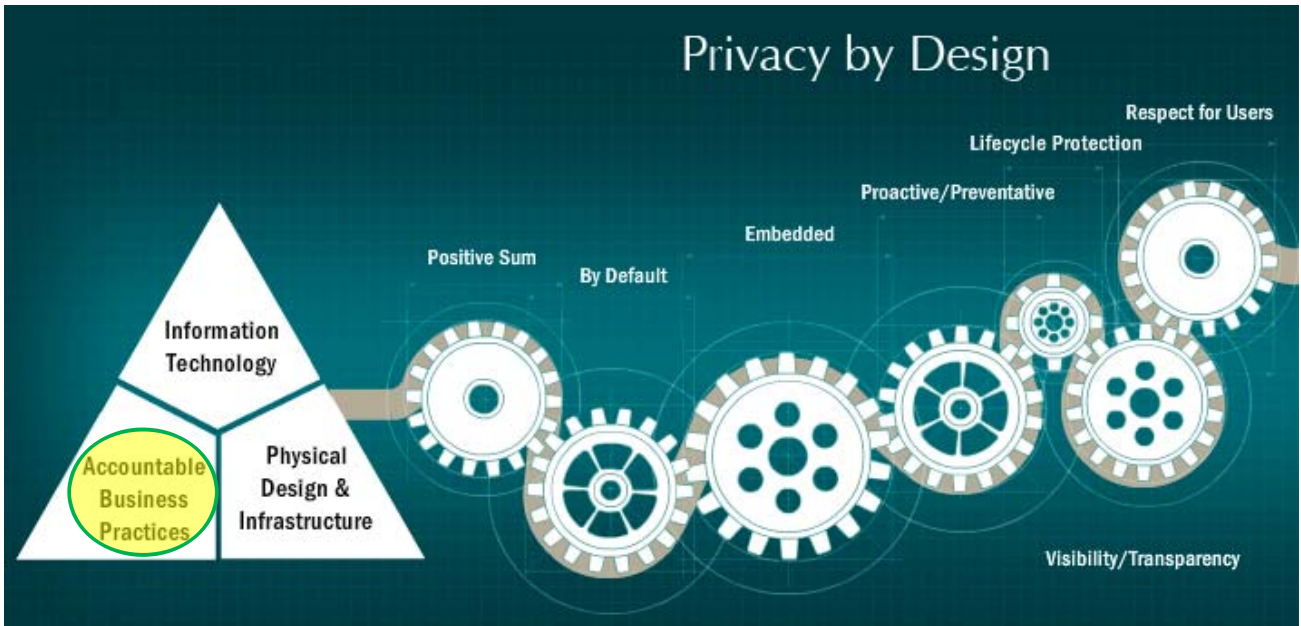 Privacy by Design
Respect for Users
Lifecycle Protection
Proactive/Preventative
Embedded
Positive Sum
By Default
Information
Technology
Accountable
Business
Practices
Physical
Design &
Infrastructure
Visibility/Transparency